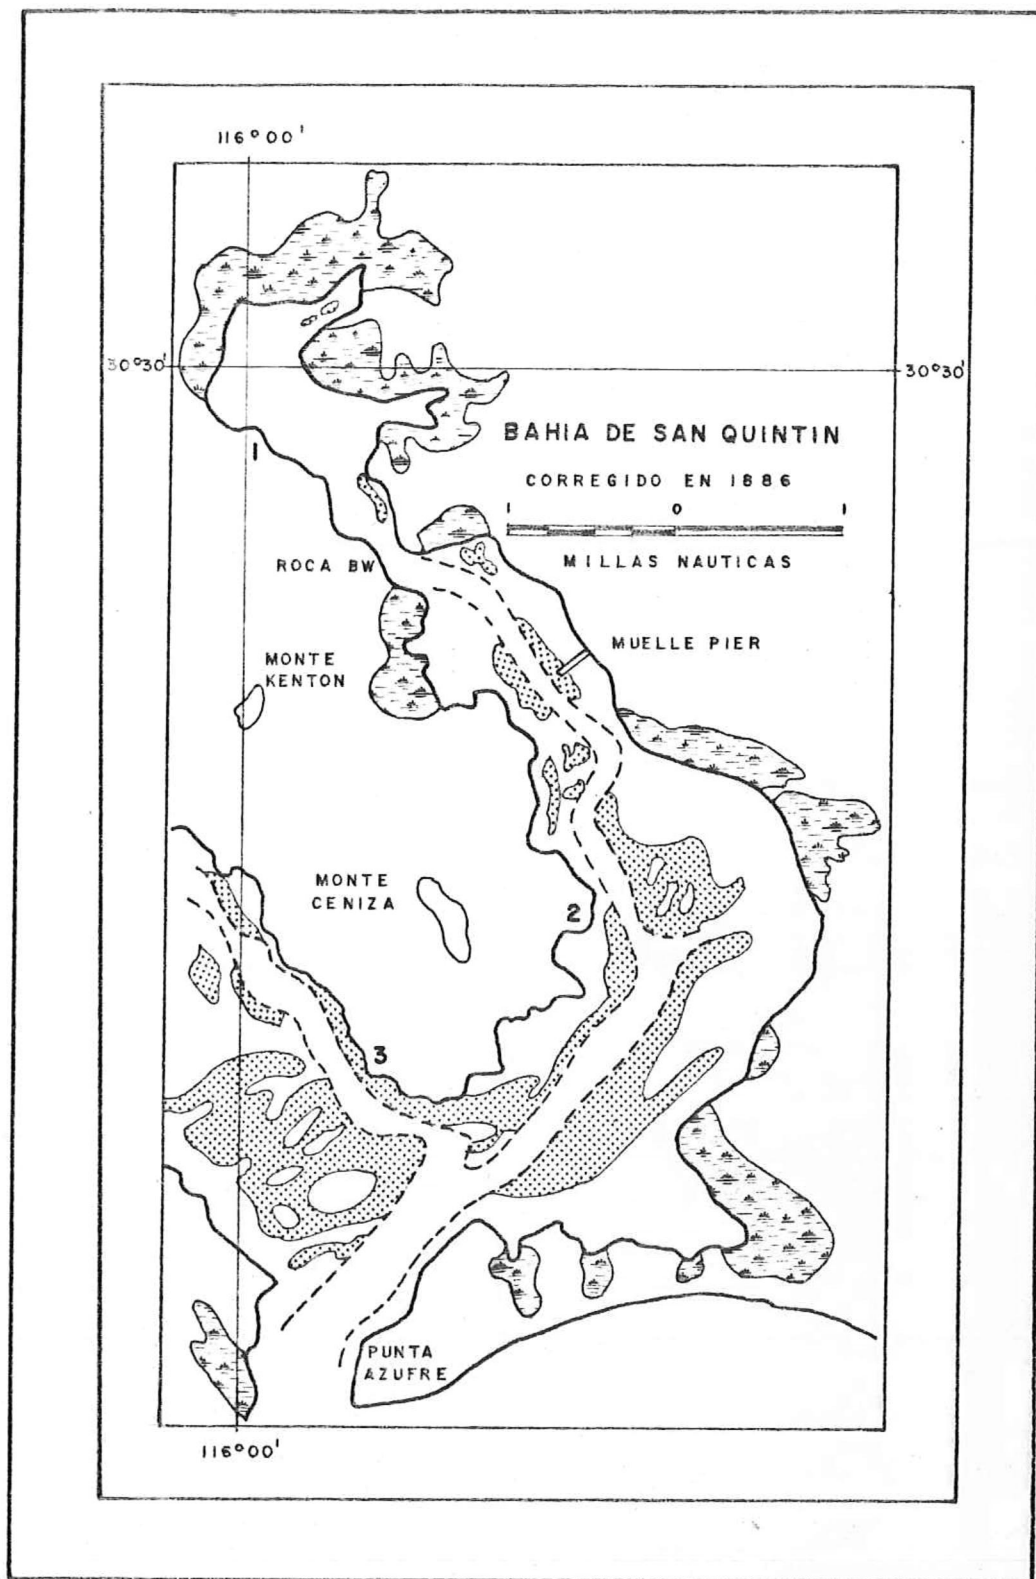 116°00'
30°30'
30°30'
BAHIA DE SAN QUINTIN
1
CORREGIDO EN 1886
1 0 1
MILLAS NAUTICAS
ROCA BW
MUELLE PIER
MONTE
KENTON
MONTE
CENIZA
2
3
PUNTA
AZUFRE
116°00'